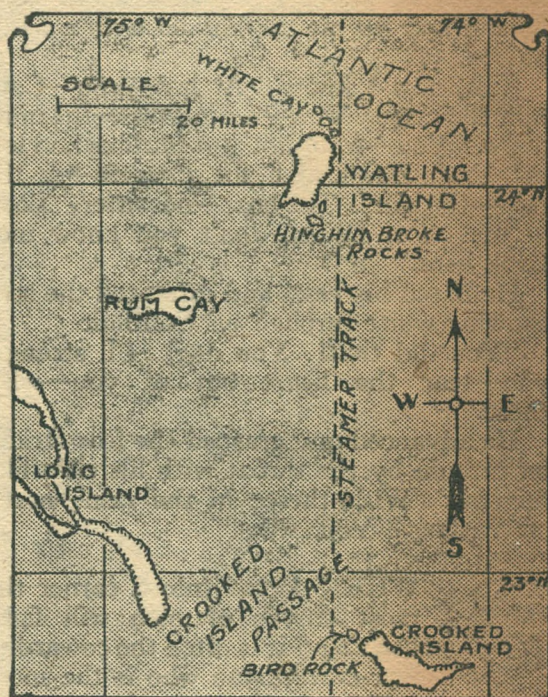 75° W
74° W
ATLANTIC
OCEAN
WHITE CAY
SCALE
20 MILES
WATLING
ISLAND
24° N
HINGHIM BROKE
ROCKS
RUM CAY
N
W E
S
STEAMER TRACK
LONG
ISLAND
CROOKED
ISLAND
PASSAGE
23° N
CROOKED
ISLAND
BIRD ROCK